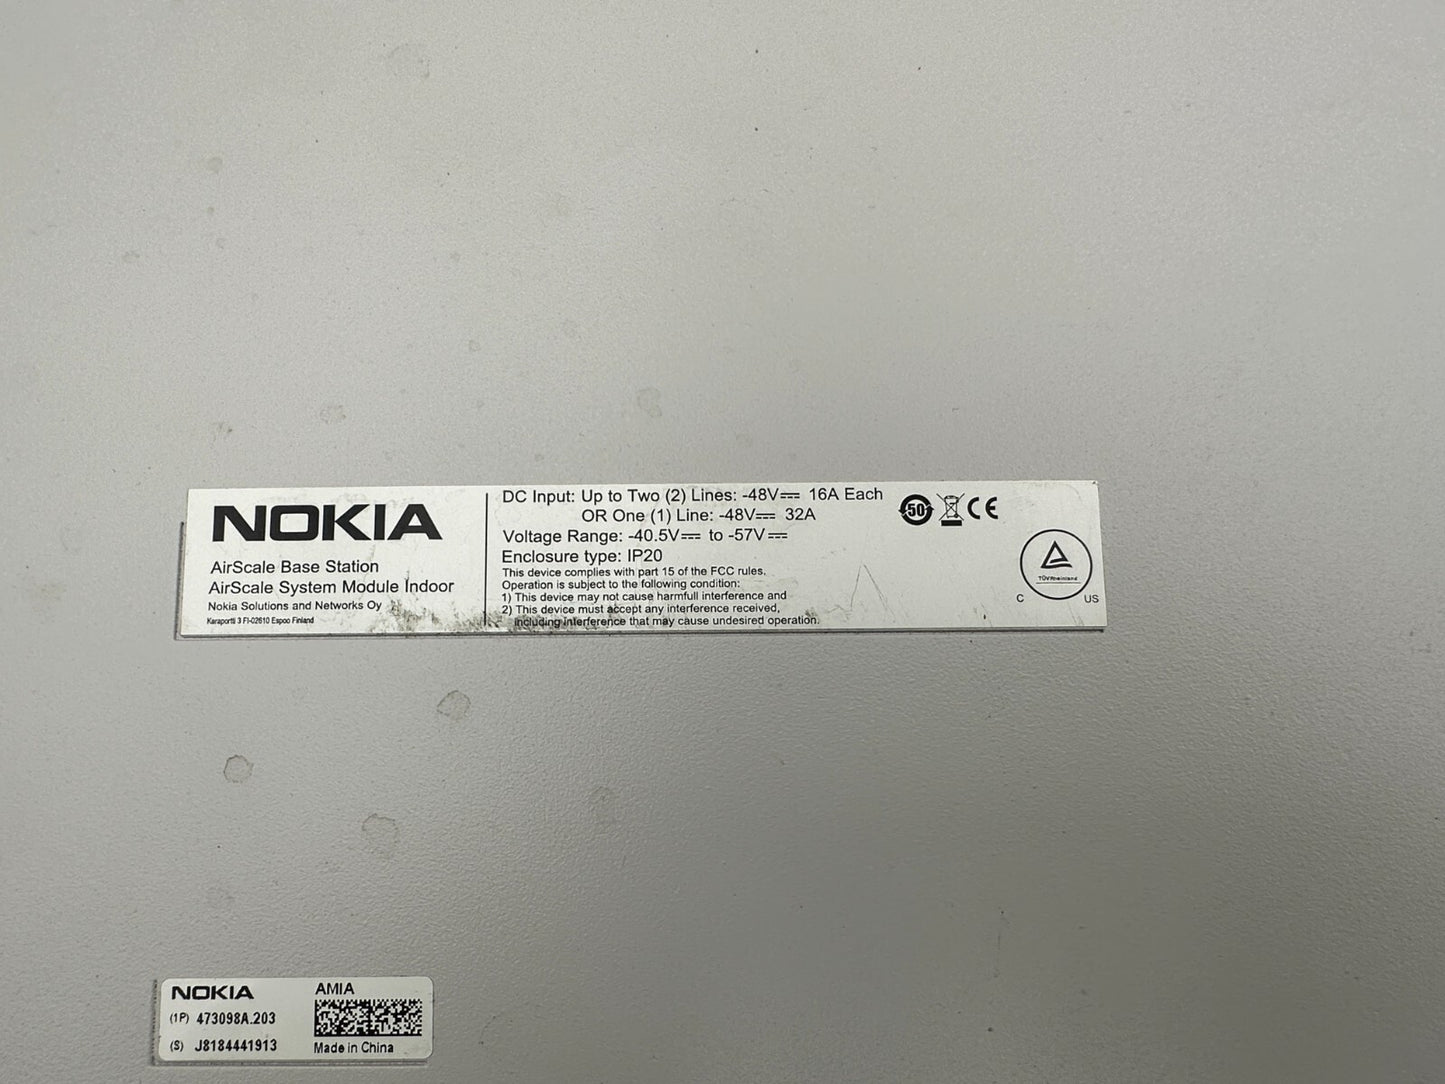 NOKIA
AirScale Base Station
AirScale System Module Indoor
Nokia Solutions and Networks Oy
Karaportti 3 FI-02610 Espoo Finland
DC Input: Up to Two (2) Lines: -48V⎓ 16A Each
OR One (1) Line: -48V⎓ 32A
Voltage Range: -40.5V⎓ to -57V⎓
Enclosure type: IP20
This device complies with part 15 of the FCC rules.
Operation is subject to the following condition:
1) This device may not cause harmfull interference and
2) This device must accept any interference received,
including interference that may cause undesired operation.
50
CE
TÜVRheinland
C US
NOKIA
(1P) 473098A.203
(S) J8184441913
AMIA
Made in China